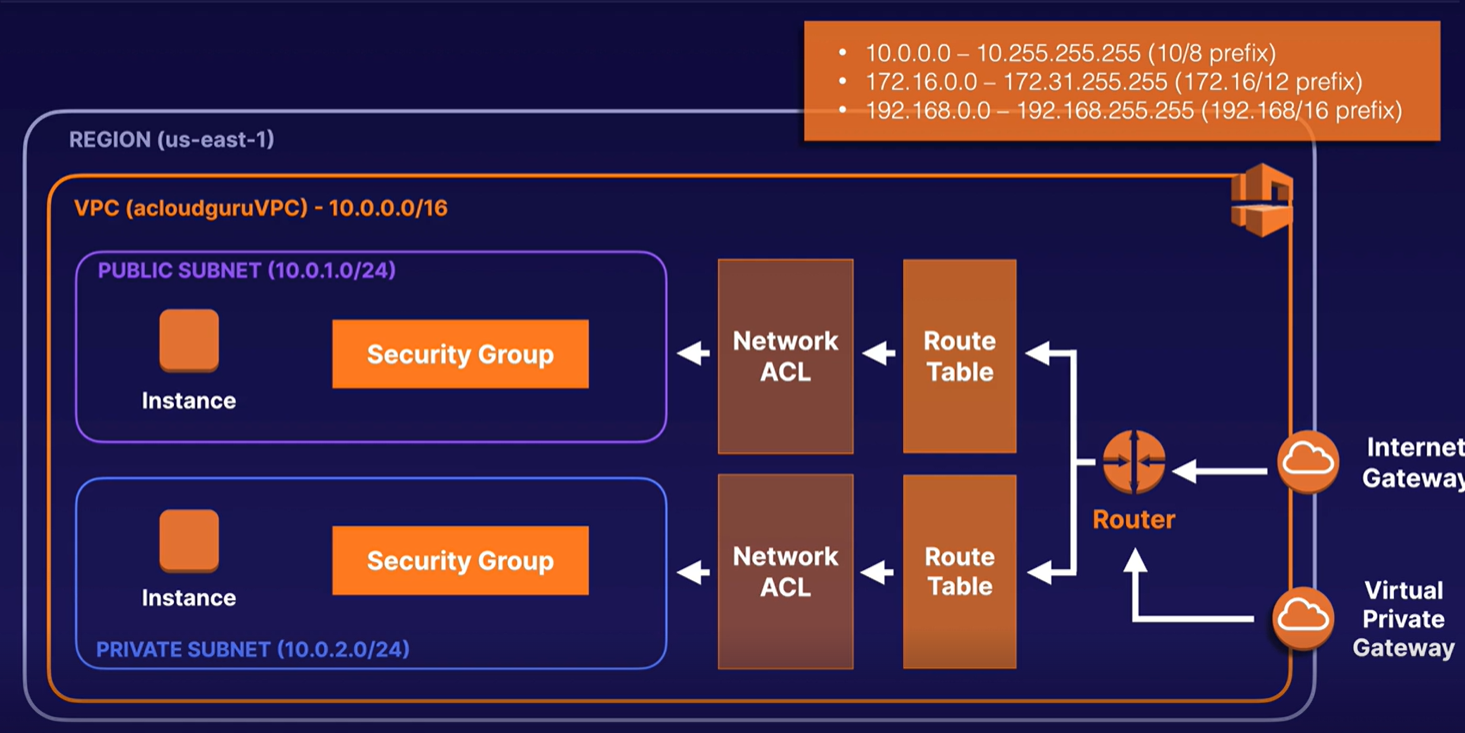 • 10.0.0.0 – 10.255.255.255 (10/8 prefix)
• 172.16.0.0 – 172.31.255.255 (172.16/12 prefix)
• 192.168.0.0 – 192.168.255.255 (192.168/16 prefix)
REGION (us-east-1)
VPC (acloudguruVPC) - 10.0.0.0/16
PUBLIC SUBNET (10.0.1.0/24)
Instance
Security Group
Network
ACL
Route
Table
Router
Internet
Gateway
Instance
Security Group
PRIVATE SUBNET (10.0.2.0/24)
Network
ACL
Route
Table
Virtual
Private
Gateway